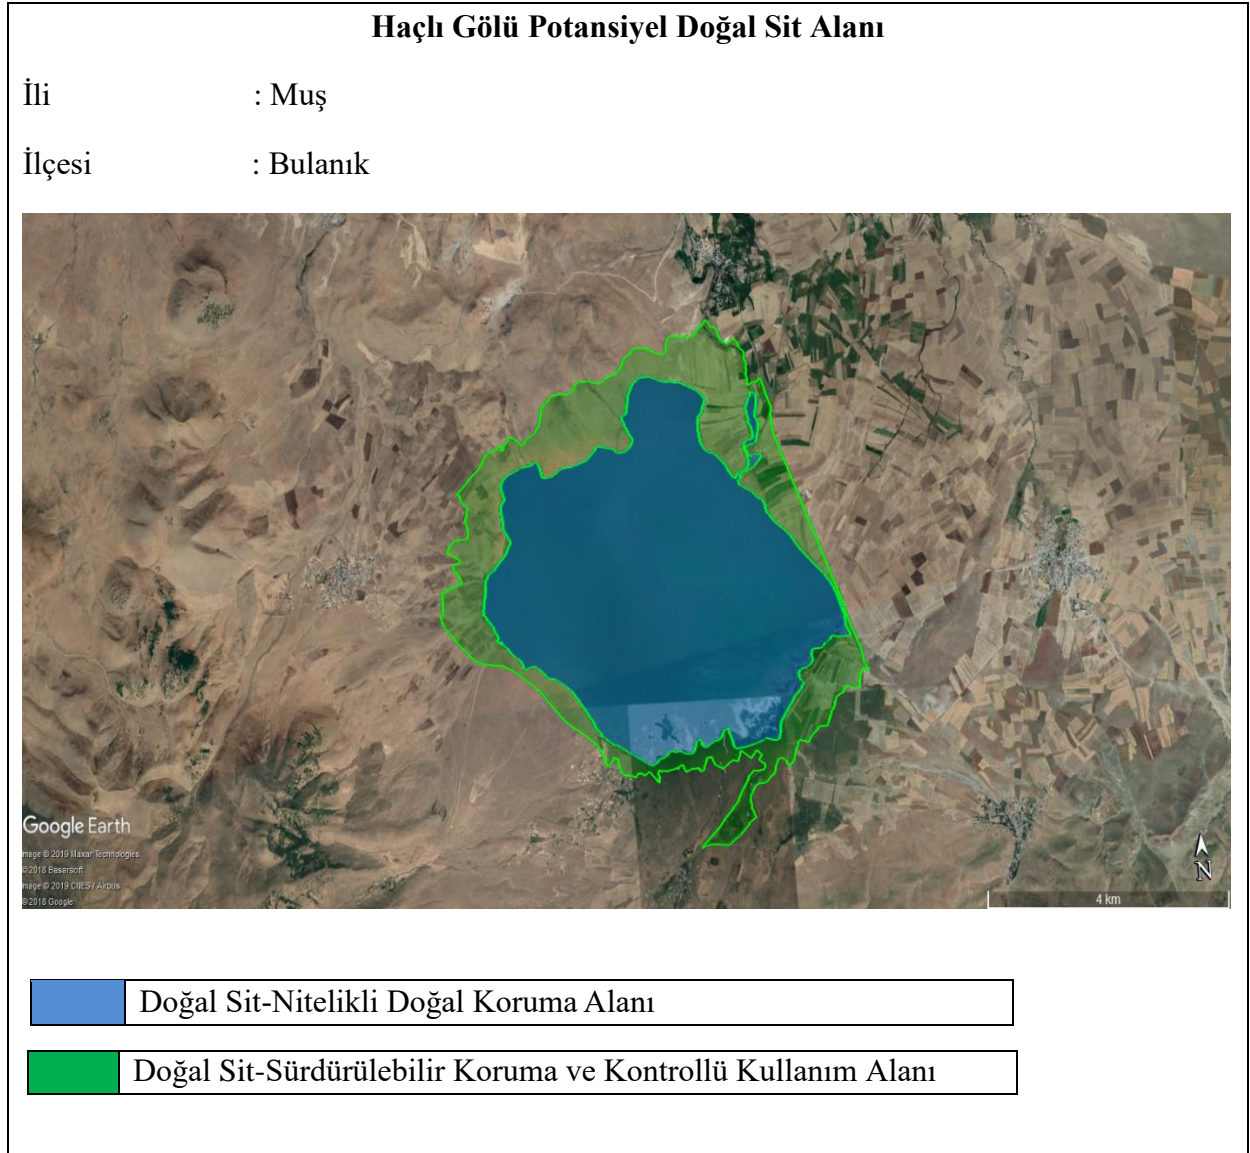 Haçlı Gölü Potansiyel Doğal Sit Alanı
İli : Muş
İlçesi : Bulanık
Google Earth
Image © 2019 Maxar Technologies
© 2018 Basarsoft
Image © 2019 CNES / Airbus
© 2018 Google
N
4 km
Doğal Sit-Nitelikli Doğal Koruma Alanı
Doğal Sit-Sürdürülebilir Koruma ve Kontrollü Kullanım Alanı